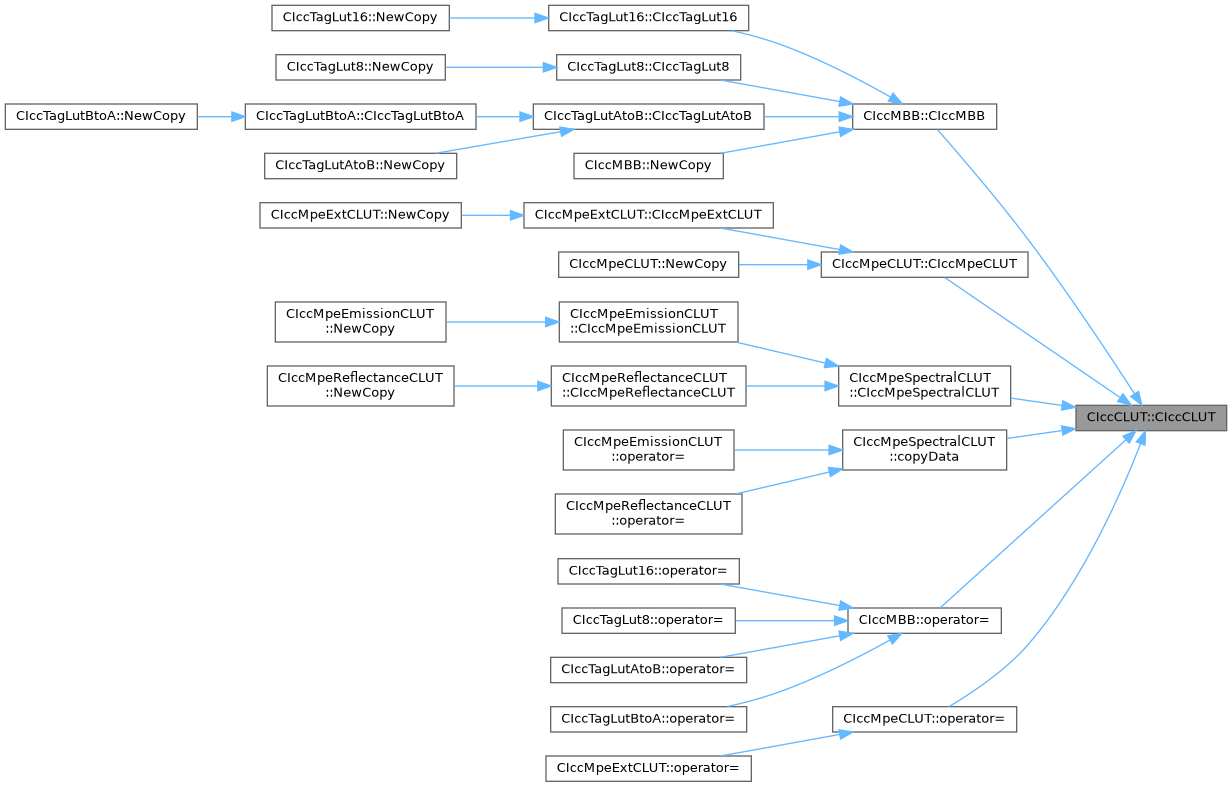 CIccTagLut16::NewCopy
CIccTagLut16::CIccTagLut16
CIccTagLut8::NewCopy
CIccTagLut8::CIccTagLut8
CIccTagLutBtoA::NewCopy
CIccTagLutBtoA::CIccTagLutBtoA
CIccTagLutAtoB::CIccTagLutAtoB
CIccMBB::CIccMBB
CIccTagLutAtoB::NewCopy
CIccMBB::NewCopy
CIccMpeExtCLUT::NewCopy
CIccMpeExtCLUT::CIccMpeExtCLUT
CIccMpeCLUT::NewCopy
CIccMpeCLUT::CIccMpeCLUT
CIccMpeEmissionCLUT
::NewCopy
CIccMpeEmissionCLUT
::CIccMpeEmissionCLUT
CIccMpeReflectanceCLUT
::NewCopy
CIccMpeReflectanceCLUT
::CIccMpeReflectanceCLUT
CIccMpeSpectralCLUT
::CIccMpeSpectralCLUT
CIccCLUT::CIccCLUT
CIccMpeEmissionCLUT
::operator=
CIccMpeSpectralCLUT
::copyData
CIccMpeReflectanceCLUT
::operator=
CIccTagLut16::operator=
CIccTagLut8::operator=
CIccMBB::operator=
CIccTagLutAtoB::operator=
CIccTagLutBtoA::operator=
CIccMpeCLUT::operator=
CIccMpeExtCLUT::operator=